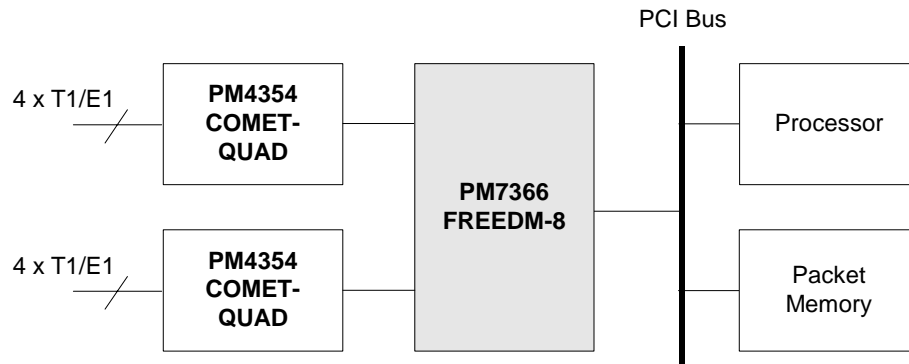 PCI Bus
4 x T1/E1
PM4354
COMET-
QUAD
PM7366
FREEDM-8
Processor
4 x T1/E1
PM4354
COMET-
QUAD
Packet
Memory